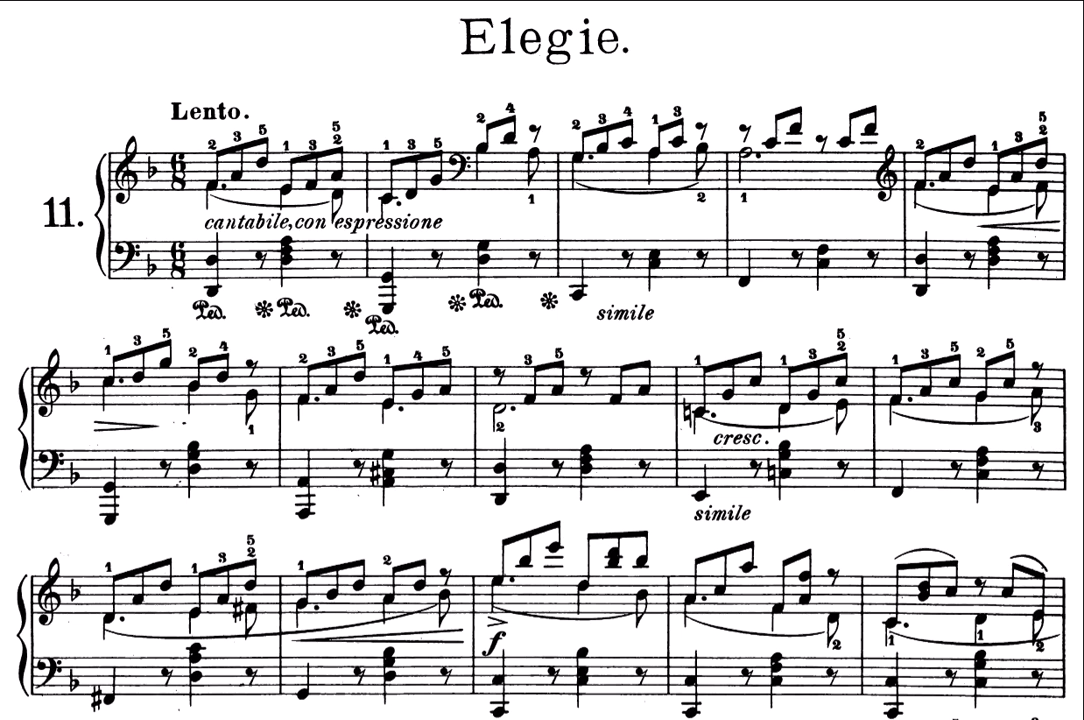 Elegie.
Lento.
11.
cantabile, con espressione
simile
cresc.
simile
f